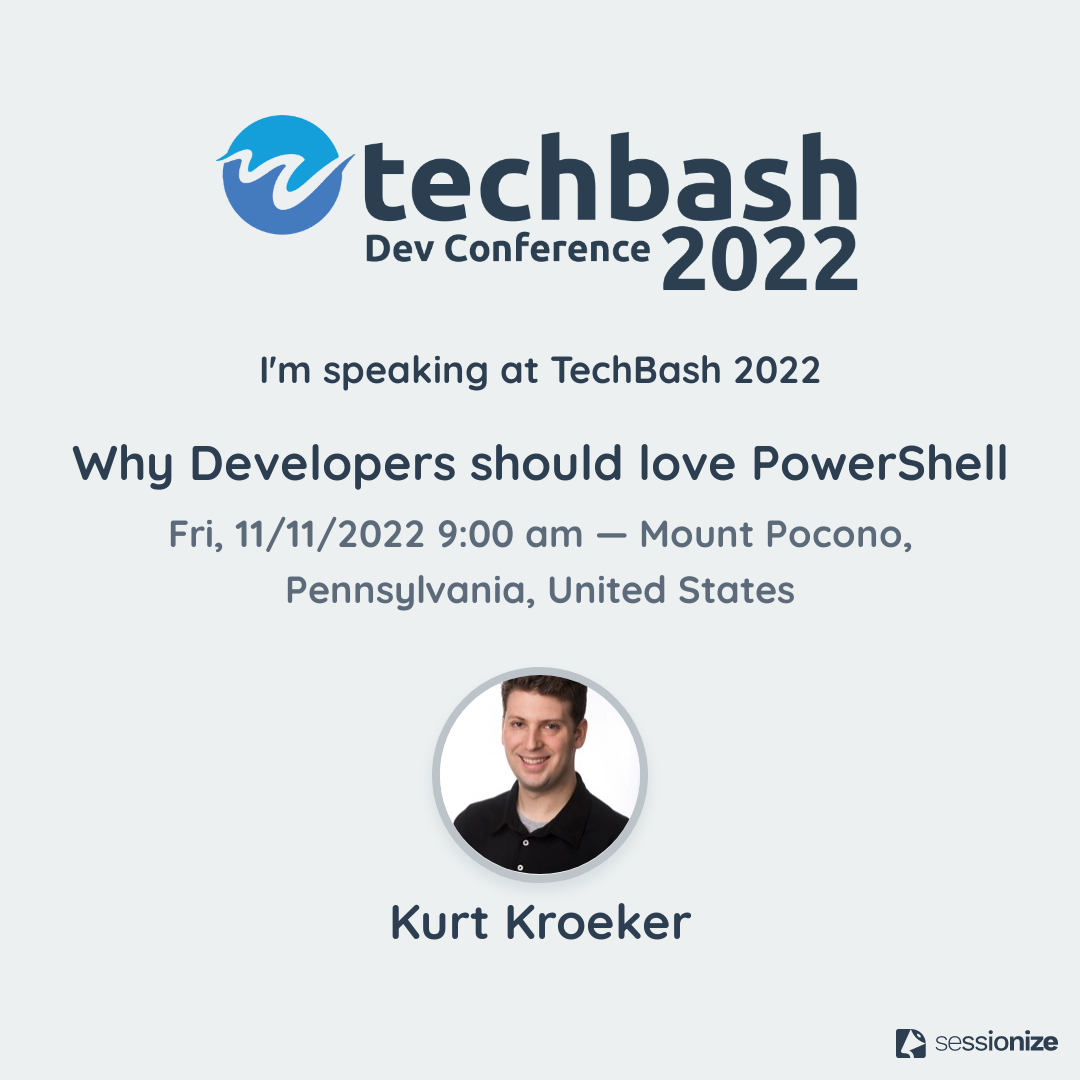 techbash
Dev Conference 2022
I'm speaking at TechBash 2022
Why Developers should love PowerShell
Fri, 11/11/2022 9:00 am — Mount Pocono,
Pennsylvania, United States
Kurt Kroeker
sessionize